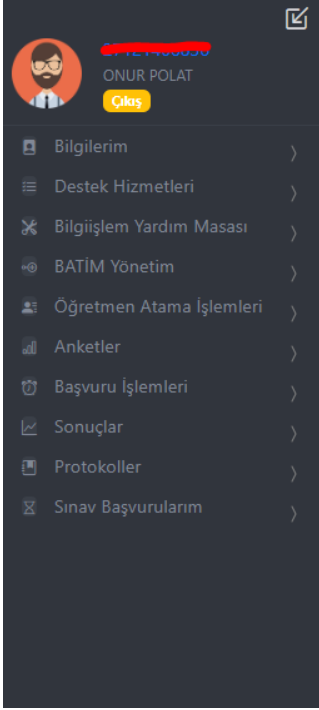 ONUR POLAT
Çıkış
Bilgilerim
Destek Hizmetleri
Bilgiişlem Yardım Masası
BATİM Yönetim
Öğretmen Atama İşlemleri
Anketler
Başvuru İşlemleri
Sonuçlar
Protokoller
Sınav Başvurularım